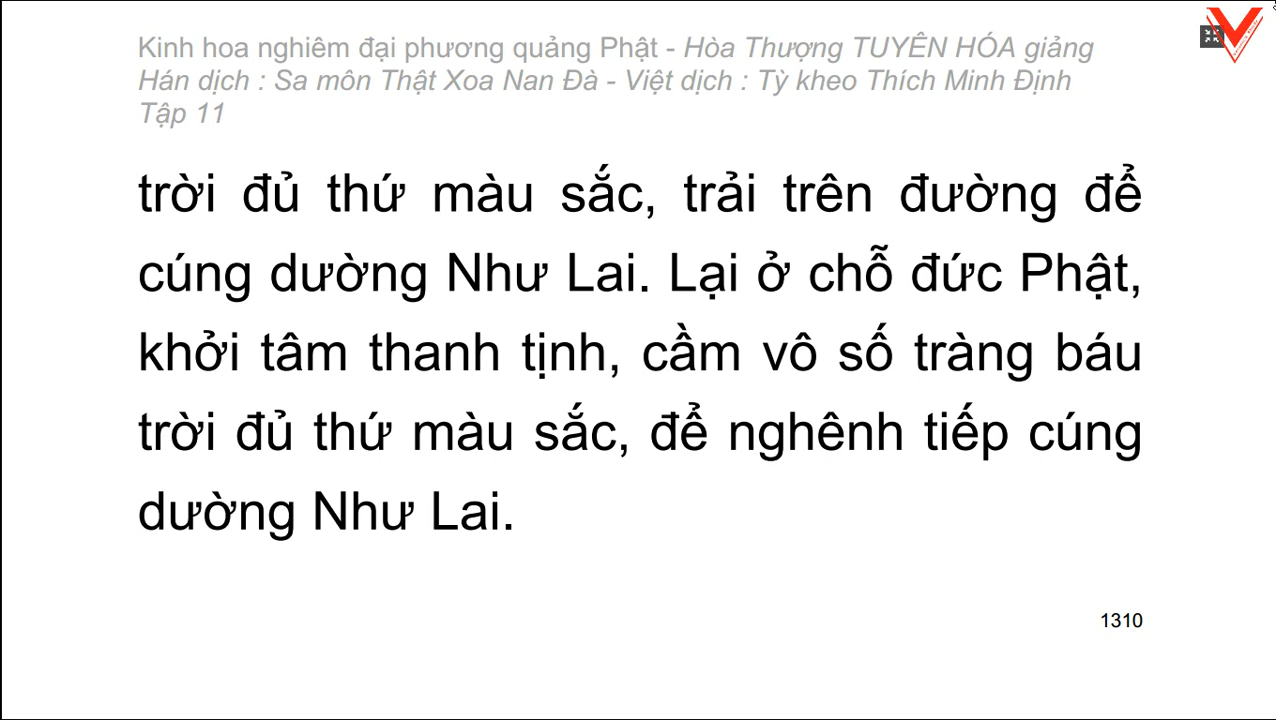 Kinh hoa nghiêm đại phương quảng Phật - Hòa Thượng TUYÊN HÓA giảng
Hán dịch : Sa môn Thật Xoa Nan Đà - Việt dịch : Tỳ kheo Thích Minh Định
Tập 11
trời đủ thứ màu sắc, trải trên đường để
cúng dường Như Lai. Lại ở chỗ đức Phật,
khởi tâm thanh tịnh, cầm vô số tràng báu
trời đủ thứ màu sắc, để nghênh tiếp cúng
dường Như Lai.
1310